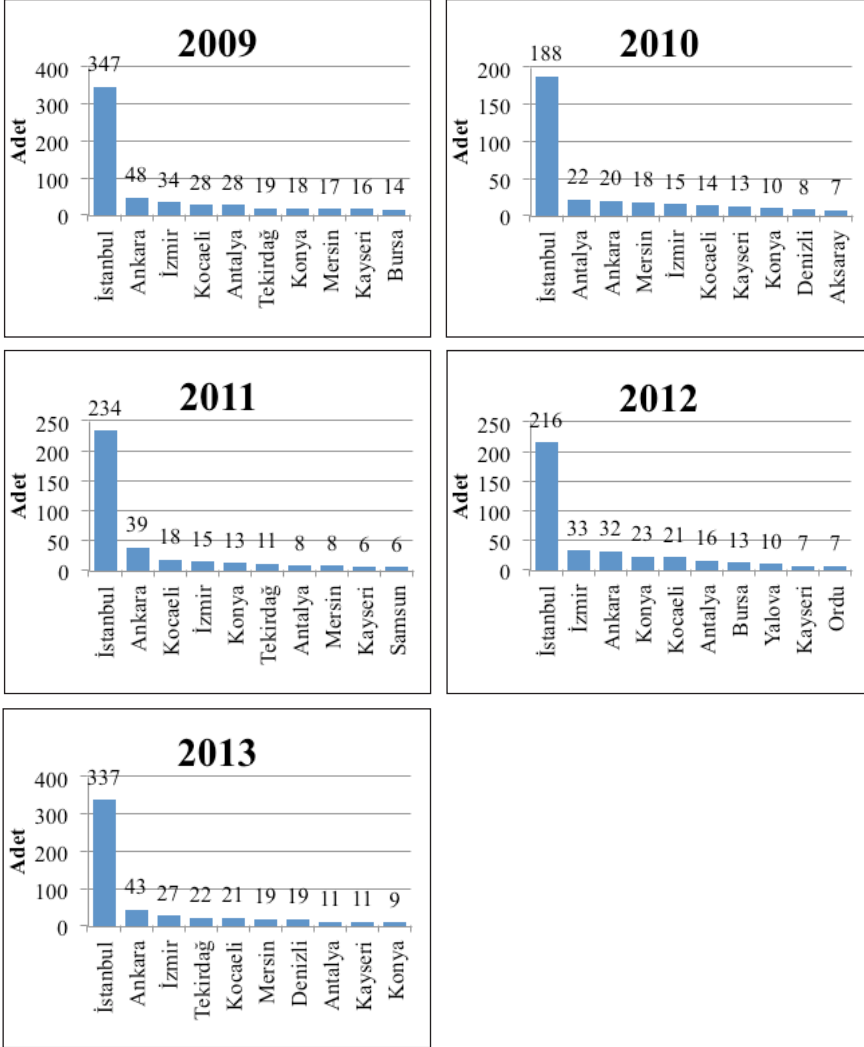 2009
Adet
400
300
200
100
0
347
48
34
28
28
19
18
17
16
14
İstanbul
Ankara
İzmir
Kocaeli
Antalya
Tekirdağ
Konya
Mersin
Kayseri
Bursa
2010
Adet
200
150
100
50
0
188
22
20
18
15
14
13
10
8
7
İstanbul
Antalya
Ankara
Mersin
İzmir
Kocaeli
Kayseri
Konya
Denizli
Aksaray
2011
Adet
250
200
150
100
50
0
234
39
18
15
13
11
8
8
6
6
İstanbul
Ankara
Kocaeli
İzmir
Konya
Tekirdağ
Antalya
Mersin
Kayseri
Samsun
2012
Adet
250
200
150
100
50
0
216
33
32
23
21
16
13
10
7
7
İstanbul
İzmir
Ankara
Konya
Kocaeli
Antalya
Bursa
Yalova
Kayseri
Ordu
2013
Adet
400
300
200
100
0
337
43
27
22
21
19
19
11
11
9
İstanbul
Ankara
İzmir
Tekirdağ
Kocaeli
Mersin
Denizli
Antalya
Kayseri
Konya